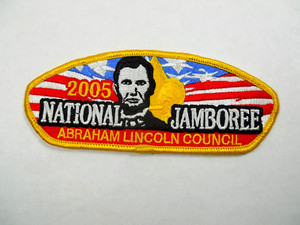 2005
NATIONAL JAMBOREE
ABRAHAM LINCOLN COUNCIL